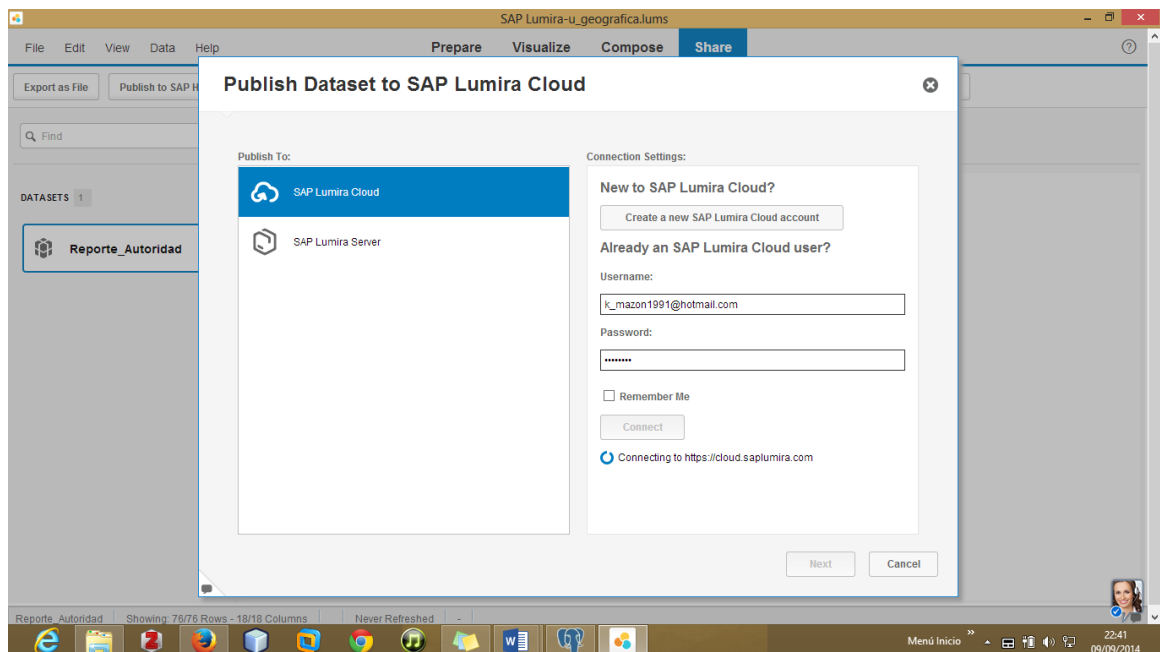 SAP Lumira-u_geografica.lums
File Edit View Data Help
Prepare Visualize Compose Share
Export as File Publish to SAP H
Find
DATASETS 1
Reporte_Autoridad
Publish Dataset to SAP Lumira Cloud
Publish To:
SAP Lumira Cloud
SAP Lumira Server
Connection Settings:
New to SAP Lumira Cloud?
Create a new SAP Lumira Cloud account
Already an SAP Lumira Cloud user?
Username:
k_mazon1991@hotmail.com
Password:
••••••••
Remember Me
Connect
Connecting to https://cloud.saplumira.com
Next Cancel
Reporte_Autoridad Showing: 76/76 Rows - 18/18 Columns Never Refreshed -
Menú Inicio
22:41
09/09/2014